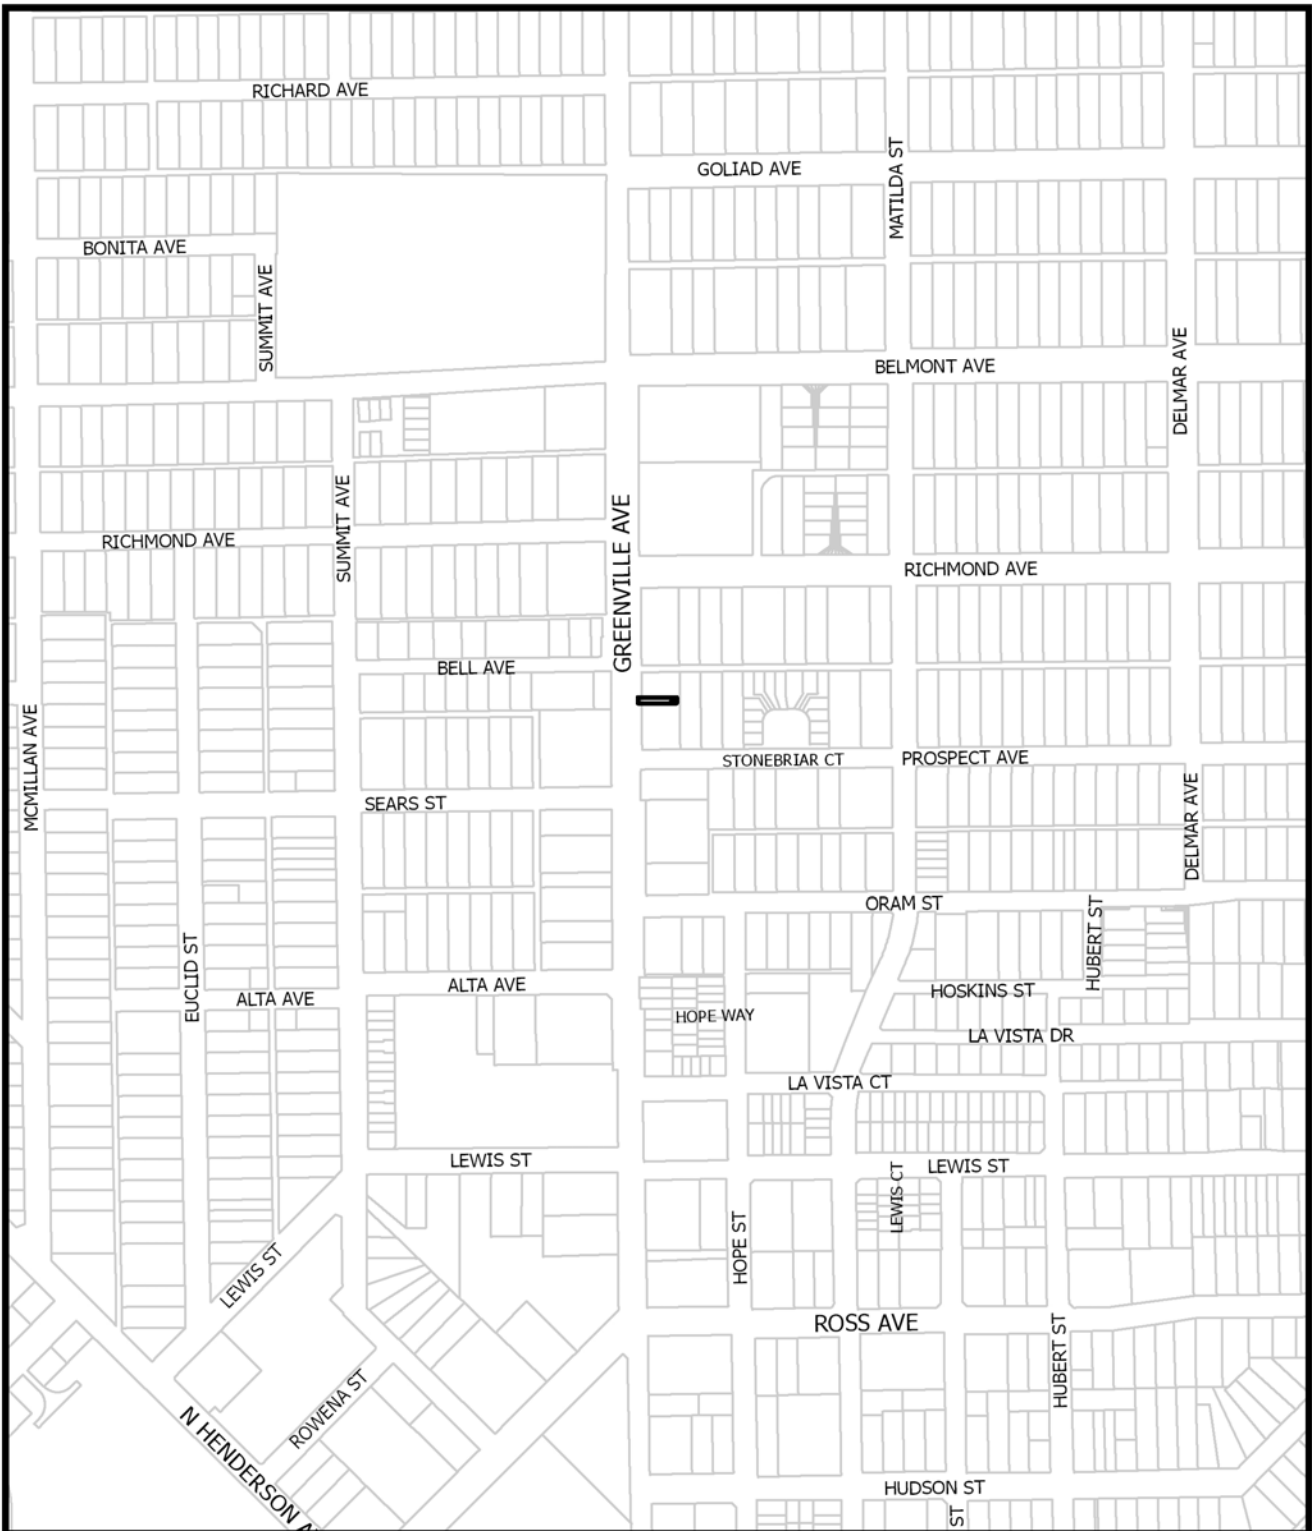 RICHARD AVE
GOLIAD AVE
MATILDA ST
BONITA AVE
SUMMIT AVE
BELMONT AVE
DELMAR AVE
SUMMIT AVE
GREENVILLE AVE
RICHMOND AVE
RICHMOND AVE
BELL AVE
MCMILLAN AVE
STONEBRIAR CT
PROSPECT AVE
SEARS ST
DELMAR AVE
ORAM ST
HUBERT ST
EUCLID ST
ALTA AVE
ALTA AVE
HOSKINS ST
HOPE WAY
LA VISTA DR
LA VISTA CT
LEWIS ST
LEWIS ST
LEWIS CT
HOPE ST
LEWIS ST
ROSS AVE
HUBERT ST
ROWENA ST
N HENDERSON
HUDSON ST
ST